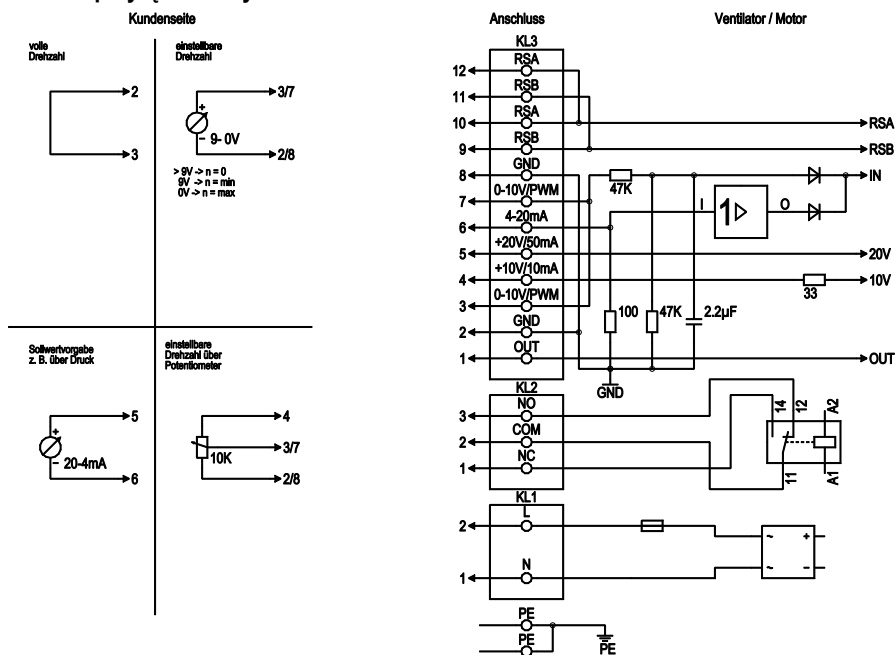 Kundenseite
Anschluss
Ventilator / Motor
volle
Drehzahl
2
3
einstellbare
Drehzahl
3/7
+
- 9- 0V
2/8
> 9V -> n = 0
9V -> n = min
0V -> n = max
Sollwertvorgabe
z. B. über Druck
5
+
- 20-4mA
6
einstellbare
Drehzahl über
Potentiometer
4
3/7
10K
2/8
KL3
12 RSA
11 RSB
10 RSA RSA
9 RSB RSB
8 GND IN
47K
7 0-10V/PWM
I 1 O
6 4-20mA
5 +20V/50mA 20V
4 +10V/10mA 10V
33
3 0-10V/PWM
100 47K 2.2µF
2 GND
1 OUT OUT
GND
KL2
3 NO
2 COM
1 NC
14 12 A2
11 A1
KL1
2 L
~ +
1 N
~ -
PE
PE
PE